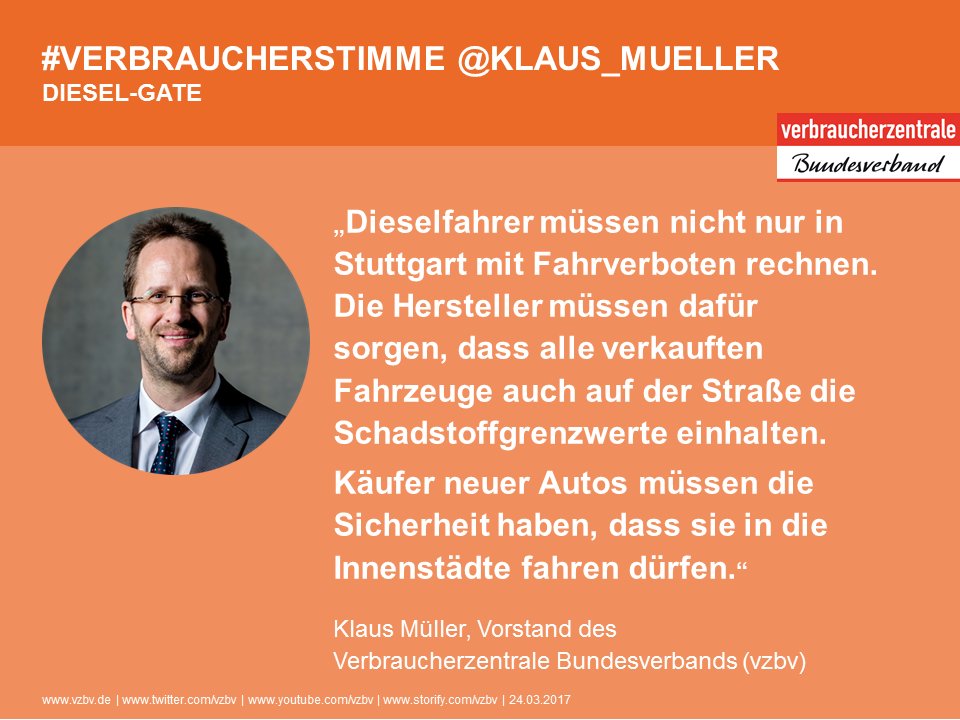 #VERBRAUCHERSTIMME @KLAUS_MUELLER
DIESEL-GATE
verbraucherzentrale
Bundesverband
„Dieselfahrer müssen nicht nur in
Stuttgart mit Fahrverboten rechnen.
Die Hersteller müssen dafür
sorgen, dass alle verkauften
Fahrzeuge auch auf der Straße die
Schadstoffgrenzwerte einhalten.
Käufer neuer Autos müssen die
Sicherheit haben, dass sie in die
Innenstädte fahren dürfen.“
Klaus Müller, Vorstand des
Verbraucherzentrale Bundesverbands (vzbv)
www.vzbv.de | www.twitter.com/vzbv | www.youtube.com/vzbv | www.storify.com/vzbv | 24.03.2017